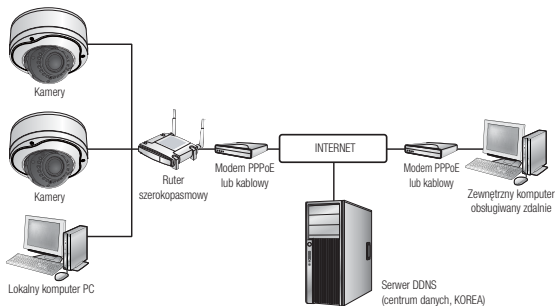 Kamery
Kamery
Lokalny komputer PC
Ruter
szerokopasmowy
Modem PPPoE
lub kablowy
INTERNET
Modem PPPoE
lub kablowy
Zewnętrzny komputer
obsługiwany zdalnie
Serwer DDNS
(centrum danych, KOREA)